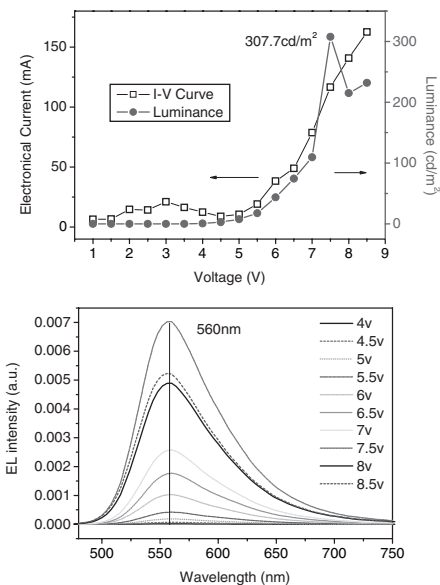 307.7cd/m²
I-V Curve
Luminance
Electronical Current (mA)
150
100
50
0
Luminance (cd/m²)
300
200
100
0
1 2 3 4 5 6 7 8 9
Voltage (V)
560nm
4v
4.5v
5v
5.5v
6v
6.5v
7v
7.5v
8v
8.5v
EL intensity (a.u.)
0.007
0.006
0.005
0.004
0.003
0.002
0.001
0.000
500 550 600 650 700 750
Wavelength (nm)